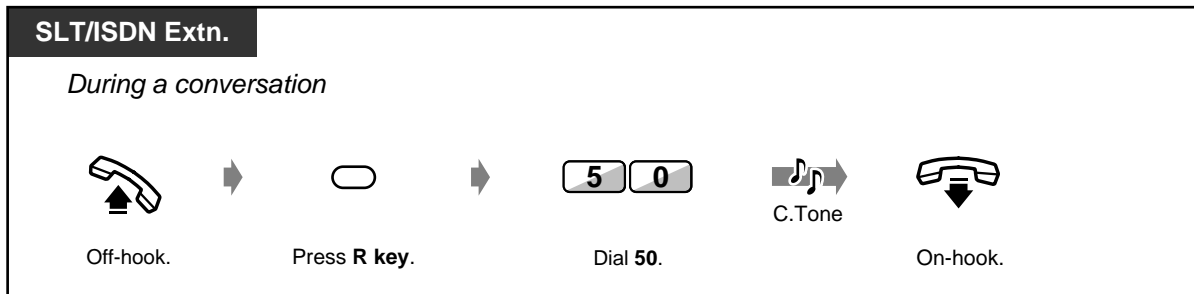 SLT/ISDN Extn.
During a conversation
5 0
C.Tone
Off-hook. Press R key. Dial 50. On-hook.